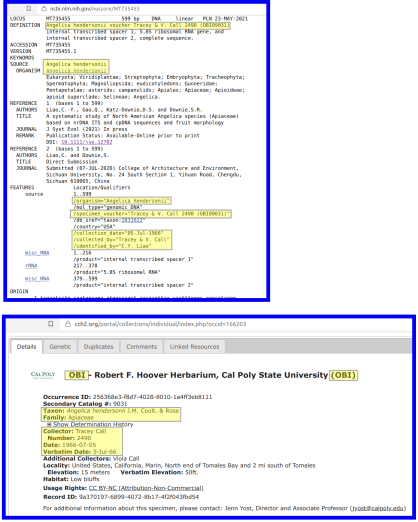 ncbi.nlm.nih.gov/nuccore/MT735455
LOCUS MT735455 599 bp DNA linear PLN 23-MAY-2021
DEFINITION Angelica hendersonii voucher Tracey & V. Call 2490 (OBI09031)
internal transcribed spacer 1, 5.8S ribosomal RNA gene, and
internal transcribed spacer 2, complete sequence.
ACCESSION MT735455
VERSION MT735455.1
KEYWORDS .
SOURCE Angelica hendersonii
ORGANISM Angelica hendersonii
Eukaryota; Viridiplantae; Streptophyta; Embryophyta; Tracheophyta;
Spermatophyta; Magnoliopsida; eudicotyledons; Gunneridae;
Pentapetalae; asterids; campanulids; Apiales; Apiaceae; Apioideae;
apioid superclade; Selineae; Angelica.
REFERENCE 1 (bases 1 to 599)
AUTHORS Liao,C.-Y., Gao,Q., Katz-Downie,D.S. and Downie,S.R.
TITLE A systematic study of North American Angelica species (Apiaceae)
based on nrDNA ITS and cpDNA sequences and fruit morphology
JOURNAL J Syst Evol (2021) In press
REMARK Publication Status: Available-Online prior to print
DOI: 10.1111/jse.12702
REFERENCE 2 (bases 1 to 599)
AUTHORS Liao,C. and Downie,S.
TITLE Direct Submission
JOURNAL Submitted (07-JUL-2020) College of Architecture and Environment,
Sichuan University, No. 24 South Section 1, Yihuan Road, Chengdu,
Sichuan 610065, China
FEATURES Location/Qualifiers
source 1..599
/organism="Angelica hendersonii"
/mol_type="genomic DNA"
/specimen_voucher="Tracey & V. Call 2490 (OBI09031)"
/db_xref="taxon:2831622"
/country="USA"
/collection_date="05-Jul-1966"
/collected_by="Tracey & V. Call"
/identified_by="C.Y. Liao"
misc_RNA 1..216
/product="internal transcribed spacer 1"
rRNA 217..378
/product="5.8S ribosomal RNA"
misc_RNA 379..599
/product="internal transcribed spacer 2"
ORIGIN
cch2.org/portal/collections/individual/index.php?occid=166203
Details Genetic Duplicates Comments Linked Resources
CAL POLY OBI - Robert F. Hoover Herbarium, Cal Poly State University (OBI)
Occurrence ID: 256368e3-f8d7-4028-8010-1a4ff3eb8111
Secondary Catalog #: 9031
Taxon: Angelica hendersonii J.M. Coult. & Rose
Family: Apiaceae
Show Determination History
Collector: Tracey Call
Number: 2490
Date: 1966-07-05
Verbatim Date: 5-Jul-66
Additional Collectors: Viola Call
Locality: United States, California, Marin, North end of Tomales Bay and 2 mi south of Tomales
Elevation: 15 meters Verbatim Elevation: 50ft.
Habitat: Low bluffs
Usage Rights: CC BY-NC (Attribution-Non-Commercial)
Record ID: 9a370197-6899-4072-8b17-4f2f043fbd54
For additional information about this specimen, please contact: Jenn Yost, Director and Associate Professor (jyost@calpoly.edu)